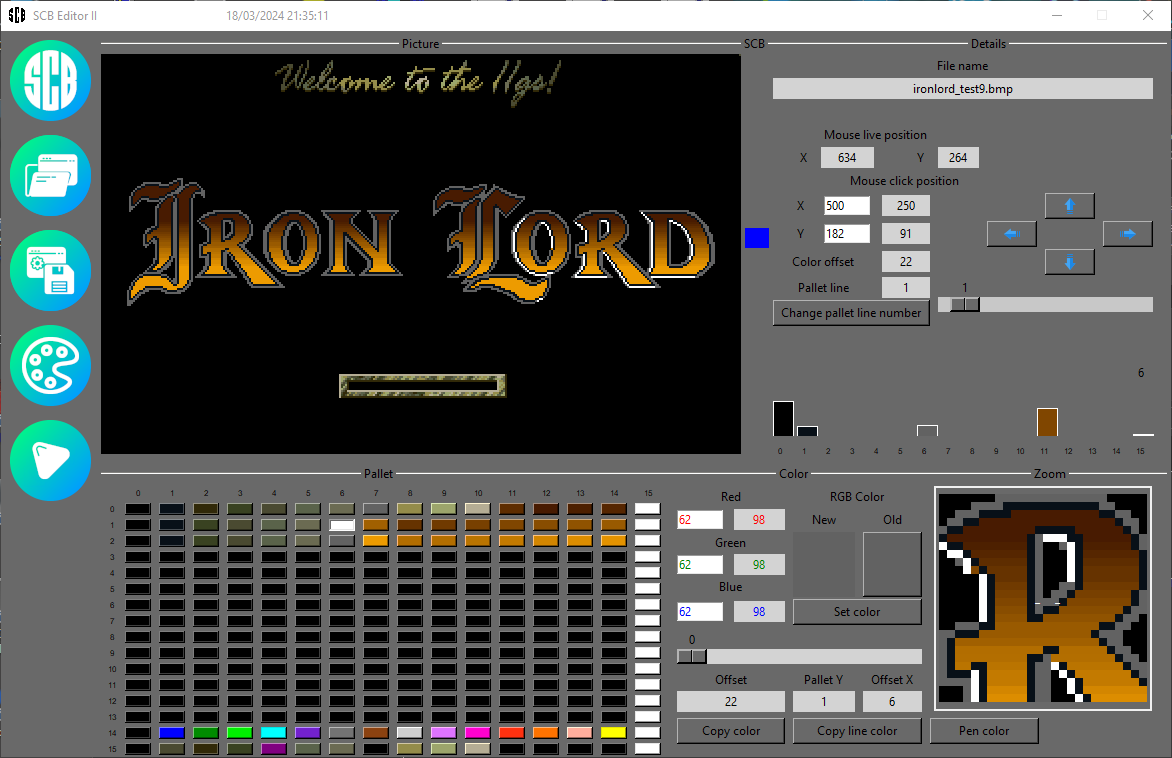 SCB Editor II 18/03/2024 21:35:11
SCB
Picture SCB Details
Welcome to the IIgs!
IRON LORD
File name
ironlord_test9.bmp
Mouse live position
X 634 Y 264
Mouse click position
X 500 250
Y 182 91
Color offset 22
Pallet line 1 1
Change pallet line number
6
0 1 2 3 4 5 6 7 8 9 10 11 12 13 14 15
Pallet Color Zoom
0 1 2 3 4 5 6 7 8 9 10 11 12 13 14 15
0
1
2
3
4
5
6
7
8
9
10
11
12
13
14
15
Red RGB Color
62 98 New Old
Green
62 98
Blue
62 98 Set color
0
Offset Pallet Y Offset X
22 1 6
Copy color Copy line color Pen color